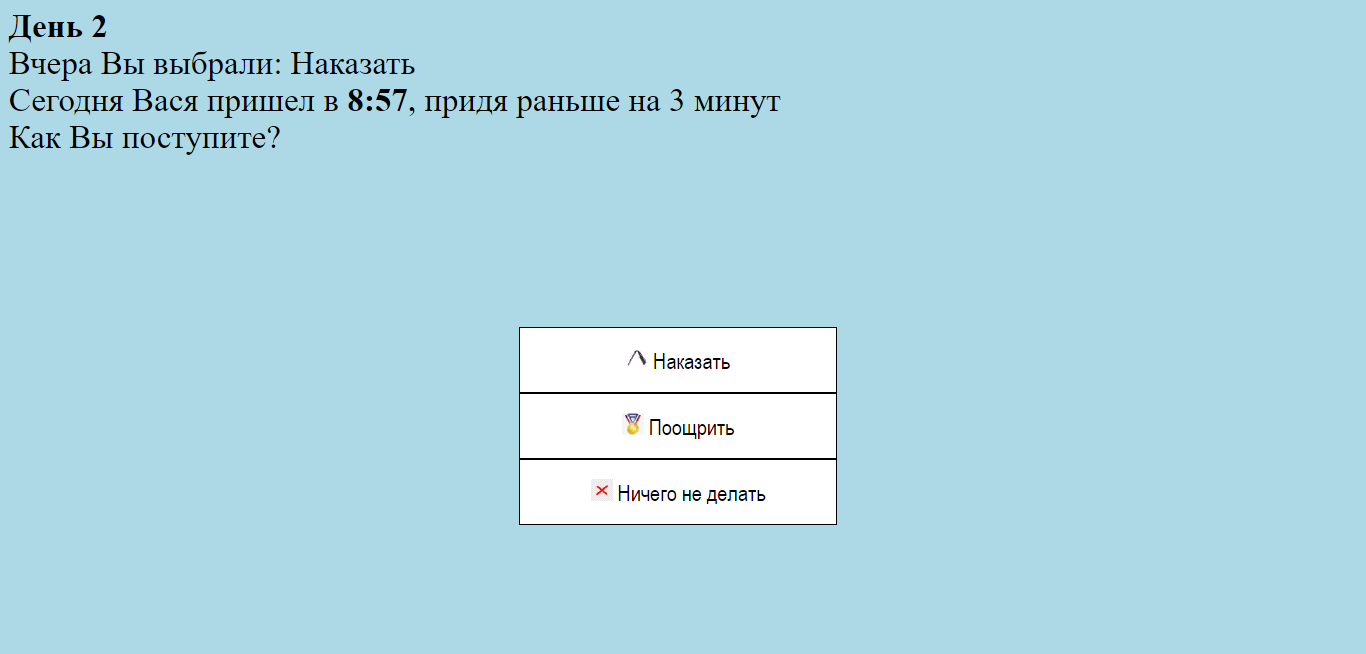 День 2
Вчера Вы выбрали: Наказать
Сегодня Вася пришел в 8:57, придя раньше на 3 минут
Как Вы поступите?
Наказать
Поощрить
Ничего не делать